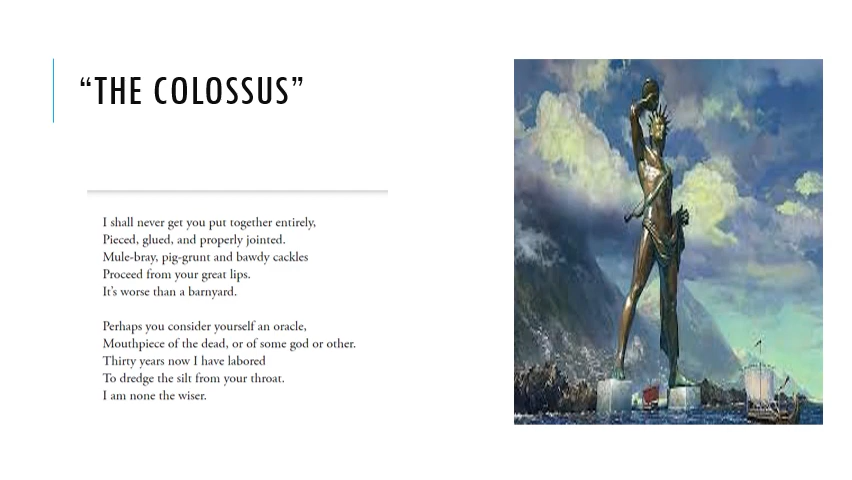 “THE COLOSSUS”
I shall never get you put together entirely,
Pieced, glued, and properly jointed.
Mule-bray, pig-grunt and bawdy cackles
Proceed from your great lips.
It’s worse than a barnyard.
Perhaps you consider yourself an oracle,
Mouthpiece of the dead, or of some god or other.
Thirty years now I have labored
To dredge the silt from your throat.
I am none the wiser.